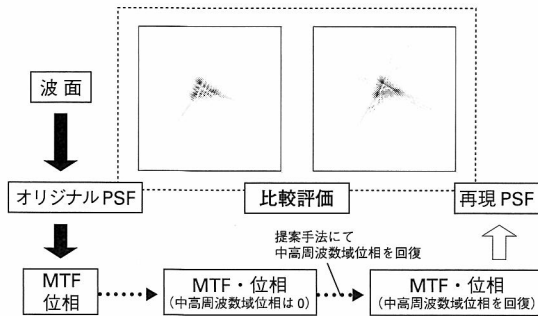 波面
オリジナルPSF
比較評価
再現PSF
提案手法にて
中高周波数域位相を回復
MTF
位相
MTF・位相
(中高周波数域位相は0)
MTF・位相
(中高周波数域位相を回復)